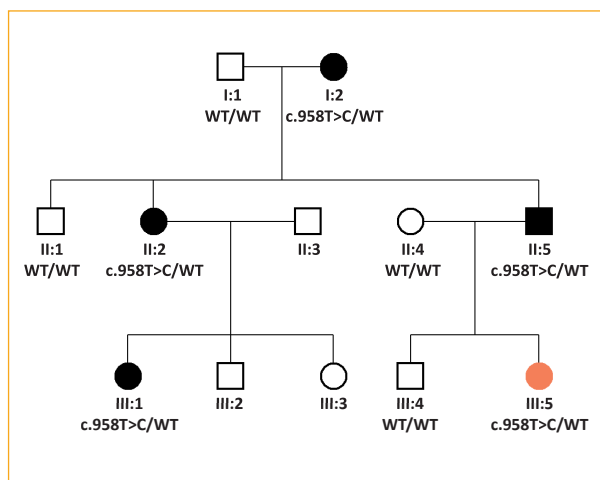 I:1 I:2
WT/WT c.958T>C/WT
II:1 II:2 II:3 II:4 II:5
WT/WT c.958T>C/WT WT/WT c.958T>C/WT
III:1 III:2 III:3 III:4 III:5
c.958T>C/WT WT/WT c.958T>C/WT